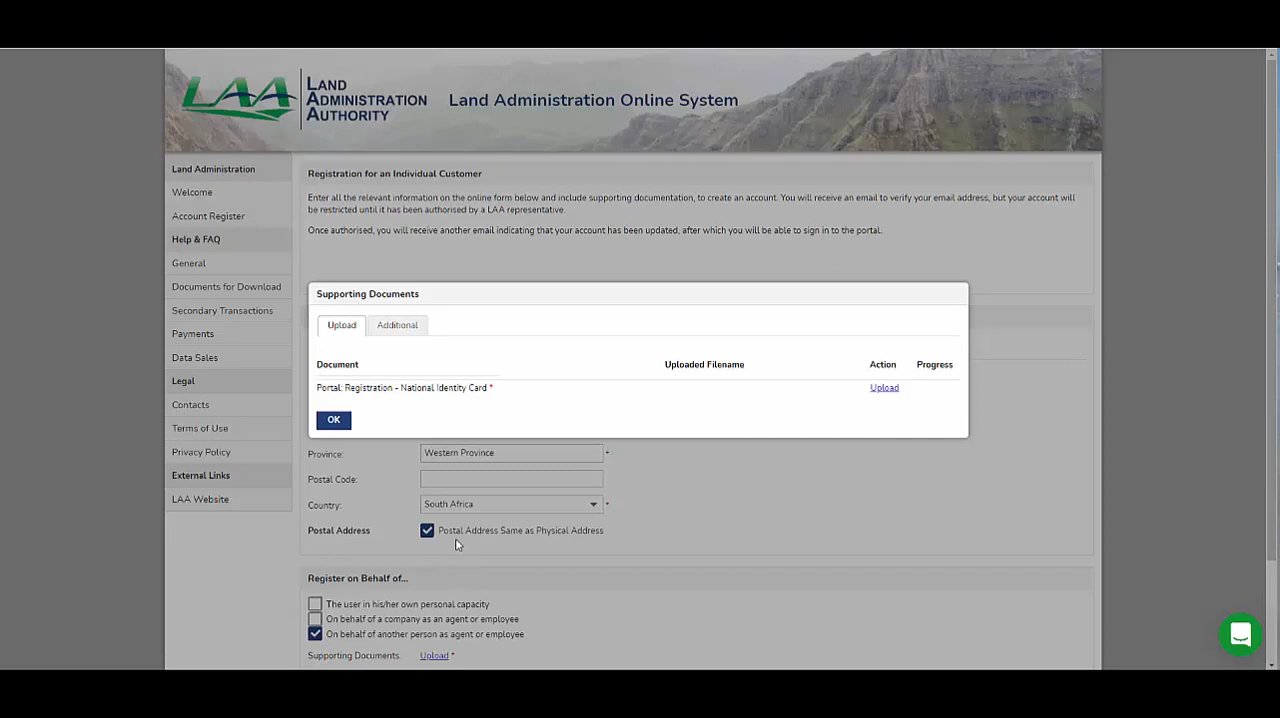 LAA
LAND
ADMINISTRATION
AUTHORITY
Land Administration Online System
Land Administration
Welcome
Account Register
Help & FAQ
General
Documents for Download
Secondary Transactions
Payments
Data Sales
Legal
Contacts
Terms of Use
Privacy Policy
External Links
LAA Website
Registration for an Individual Customer
Enter all the relevant information on the online form below and include supporting documentation, to create an account. You will receive an email to verify your email address, but your account will
be restricted until it has been authorised by a LAA representative.
Once authorised, you will receive another email indicating that your account has been updated, after which you will be able to sign in to the portal.
Supporting Documents
Upload Additional
Document Uploaded Filename Action Progress
Portal: Registration - National Identity Card * Upload
OK
Province: Western Province *
Postal Code:
Country: South Africa *
Postal Address Postal Address Same as Physical Address
Register on Behalf of...
The user in his/her own personal capacity
On behalf of a company as an agent or employee
On behalf of another person as agent or employee
Supporting Documents: Upload *